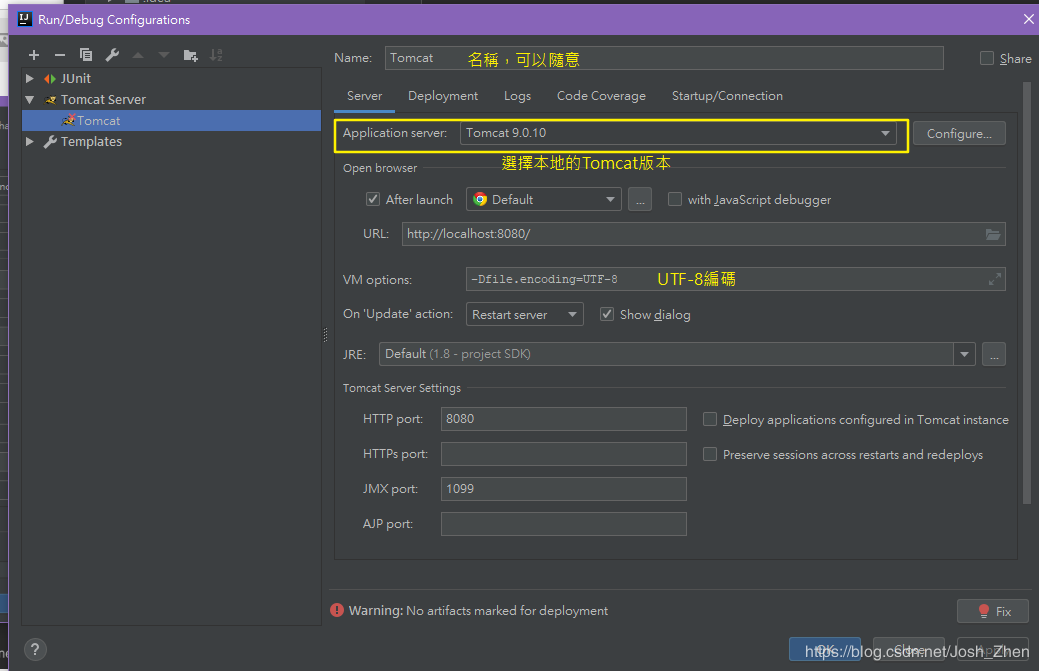 .idea
Run/Debug Configurations
Name: Tomcat 名稱，可以隨意 Share
JUnit
Tomcat Server
Tomcat
Templates
Server Deployment Logs Code Coverage Startup/Connection
Application server: Tomcat 9.0.10 Configure...
選擇本地的Tomcat版本
Open browser
After launch Default ... with JavaScript debugger
URL: http://localhost:8080/
VM options: -Dfile.encoding=UTF-8 UTF-8編碼
On 'Update' action: Restart server Show dialog
JRE: Default (1.8 - project SDK) ...
Tomcat Server Settings
HTTP port: 8080 Deploy applications configured in Tomcat instance
HTTPs port: Preserve sessions across restarts and redeploys
JMX port: 1099
AJP port:
Warning: No artifacts marked for deployment Fix
? OK Close Apply
https://blog.csdn.net/Josh_Zhen